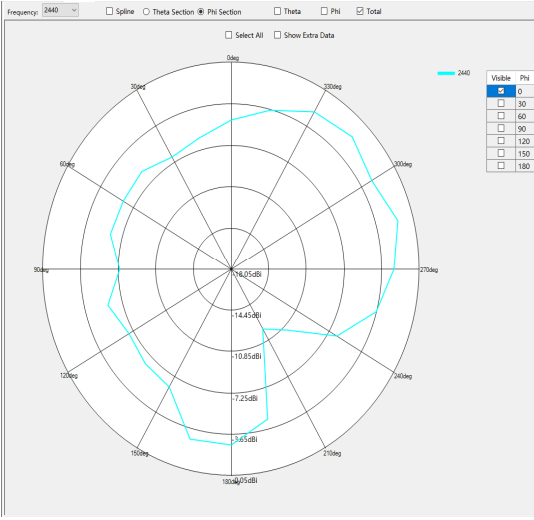 Frequency: 2440 Spline Theta Section Phi Section Theta Phi Total
Select All Show Extra Data
0deg
30deg
330deg
2440
Visible Phi
0
30
60
90
120
150
180
60deg
300deg
90deg
270deg
-18.05dBi
-14.45dBi
-10.85dBi
-7.25dBi
-3.65dBi
-0.05dBi
120deg
240deg
150deg
210deg
180deg